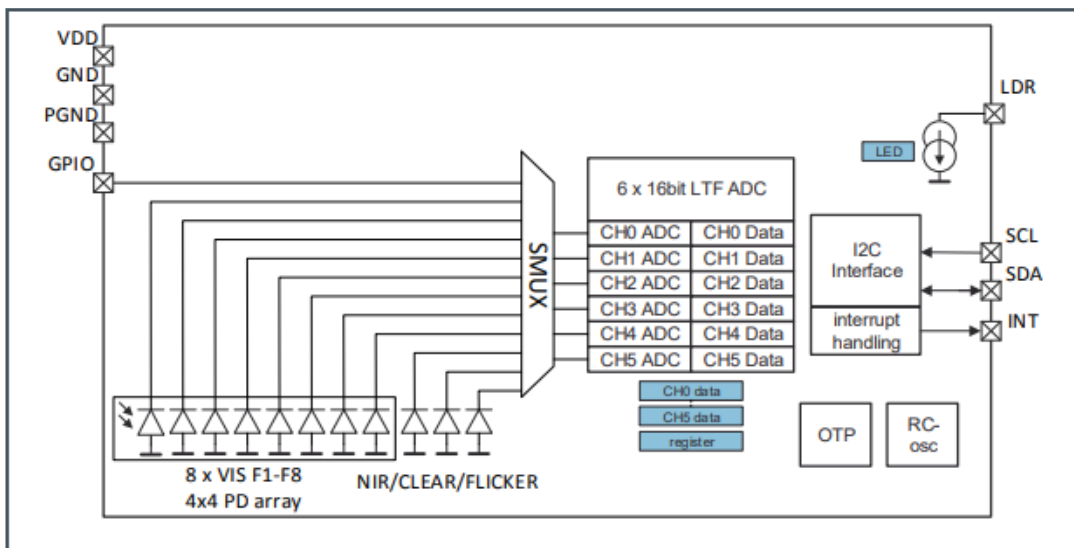 VDD
GND
PGND
GPIO
LDR
LED
6 x 16bit LTF ADC
SMUX
CH0 ADC CH0 Data
CH1 ADC CH1 Data
CH2 ADC CH2 Data
CH3 ADC CH3 Data
CH4 ADC CH4 Data
CH5 ADC CH5 Data
I2C
Interface
interrupt
handling
SCL
SDA
INT
CH0 data
CH5 data
register
OTP
RC-
osc
8 x VIS F1-F8
4x4 PD array
NIR/CLEAR/FLICKER